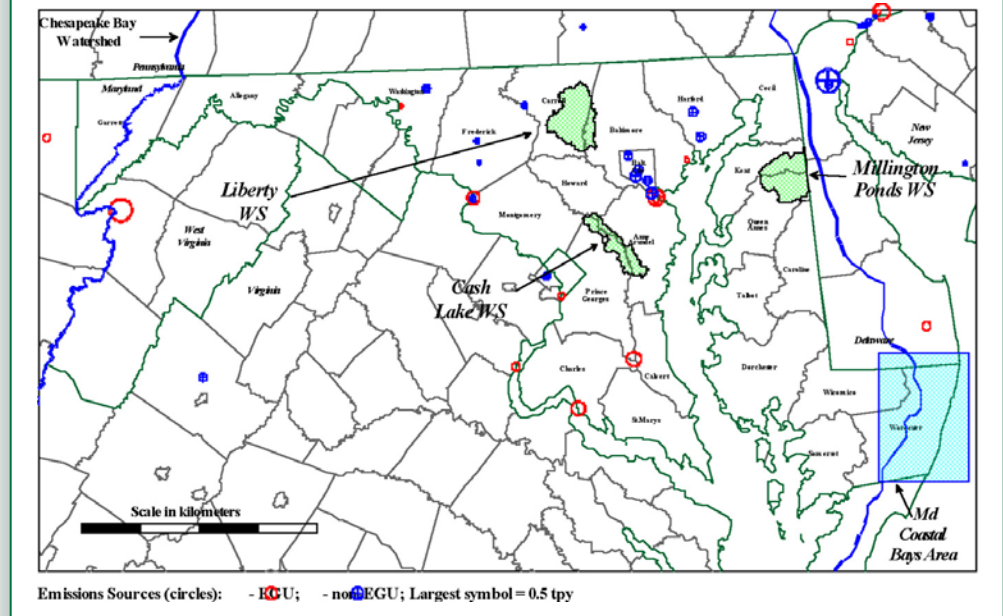 Chesapeake Bay
Watershed
Pennsylvania
Maryland
Garrett
Allegany
Washington
Frederick
Carroll
Baltimore
Harford
Cecil
New
Jersey
Liberty
WS
Howard
Kent
Millington
Ponds WS
Montgomery
Anne
Arundel
Queen
Annes
West
Virginia
Virginia
Cash
Lake WS
Prince
Georges
Caroline
Talbot
Delaware
Charles
Calvert
Dorchester
Wicomico
St Marys
Somerset
Worcester
Scale in kilometers
Md
Coastal
Bays Area
Emissions Sources (circles): - EGU; - non-EGU; Largest symbol = 0.5 tpy